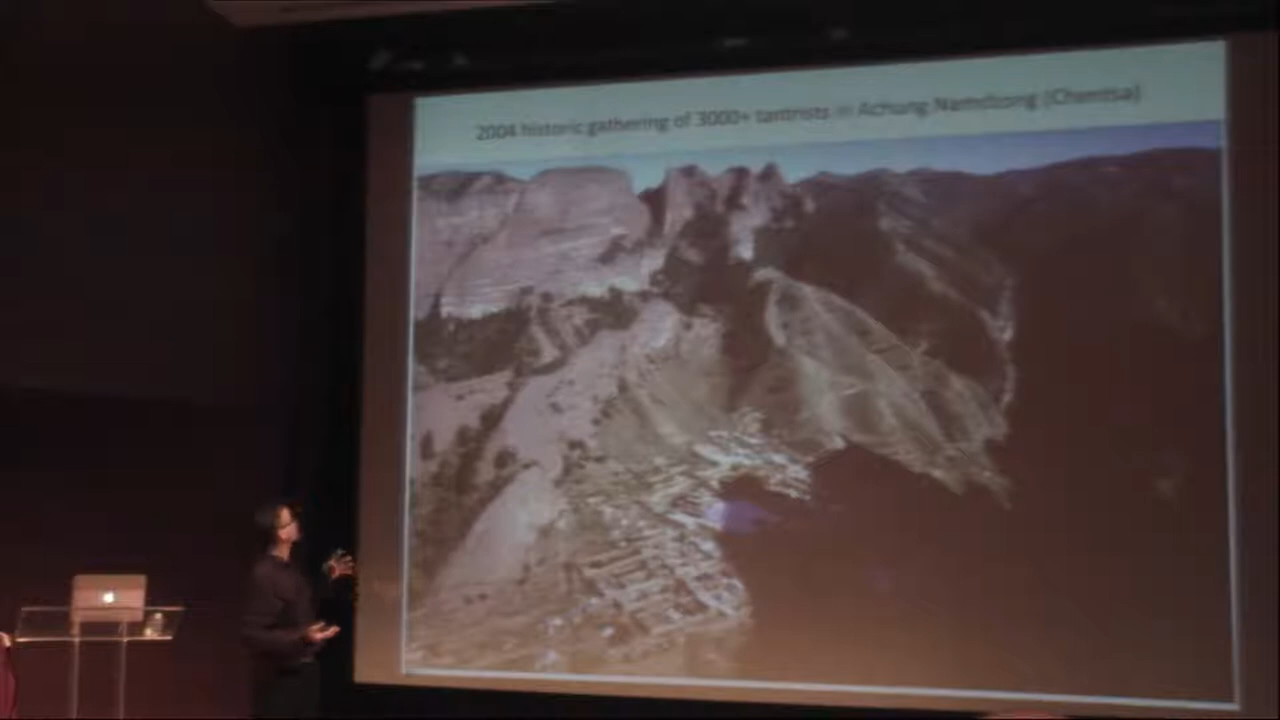 2004 historic gathering of 3000+ tantrists in Achung Namdzong (Chentsa)